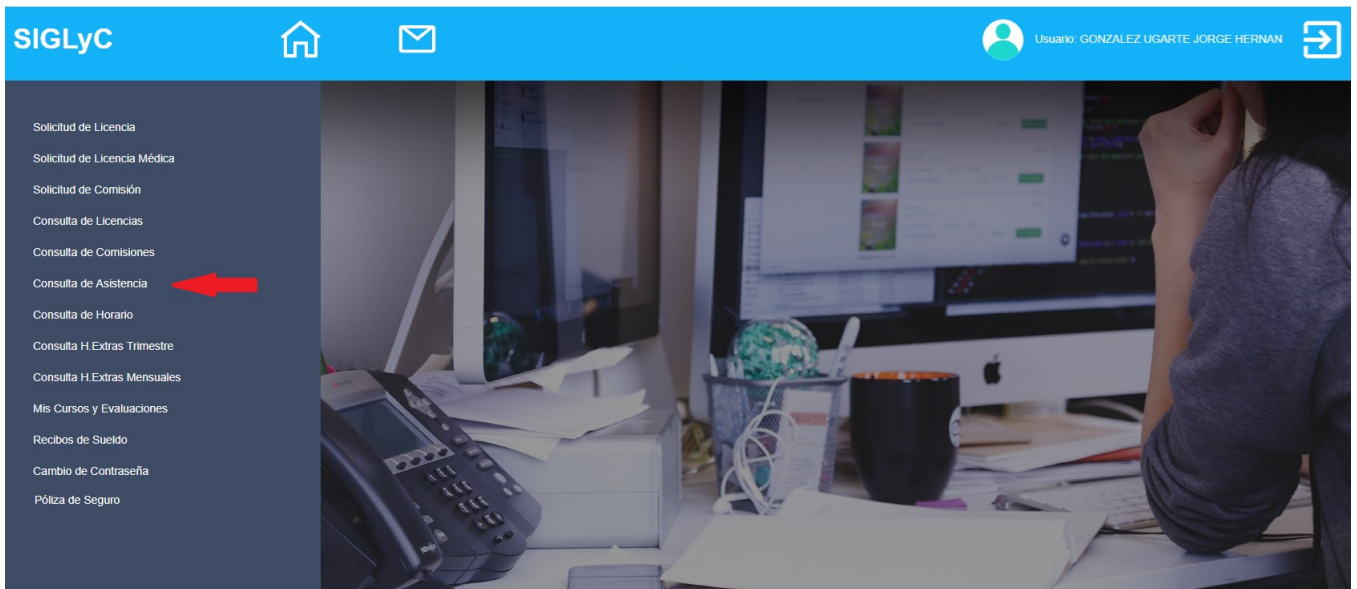 SIGLyC
Usuario: GONZALEZ UGARTE JORGE HERNAN
Solicitud de Licencia
Solicitud de Licencia Médica
Solicitud de Comisión
Consulta de Licencias
Consulta de Comisiones
Consulta de Asistencia
Consulta de Horario
Consulta H.Extras Trimestre
Consulta H.Extras Mensuales
Mis Cursos y Evaluaciones
Recibos de Sueldo
Cambio de Contraseña
Póliza de Seguro